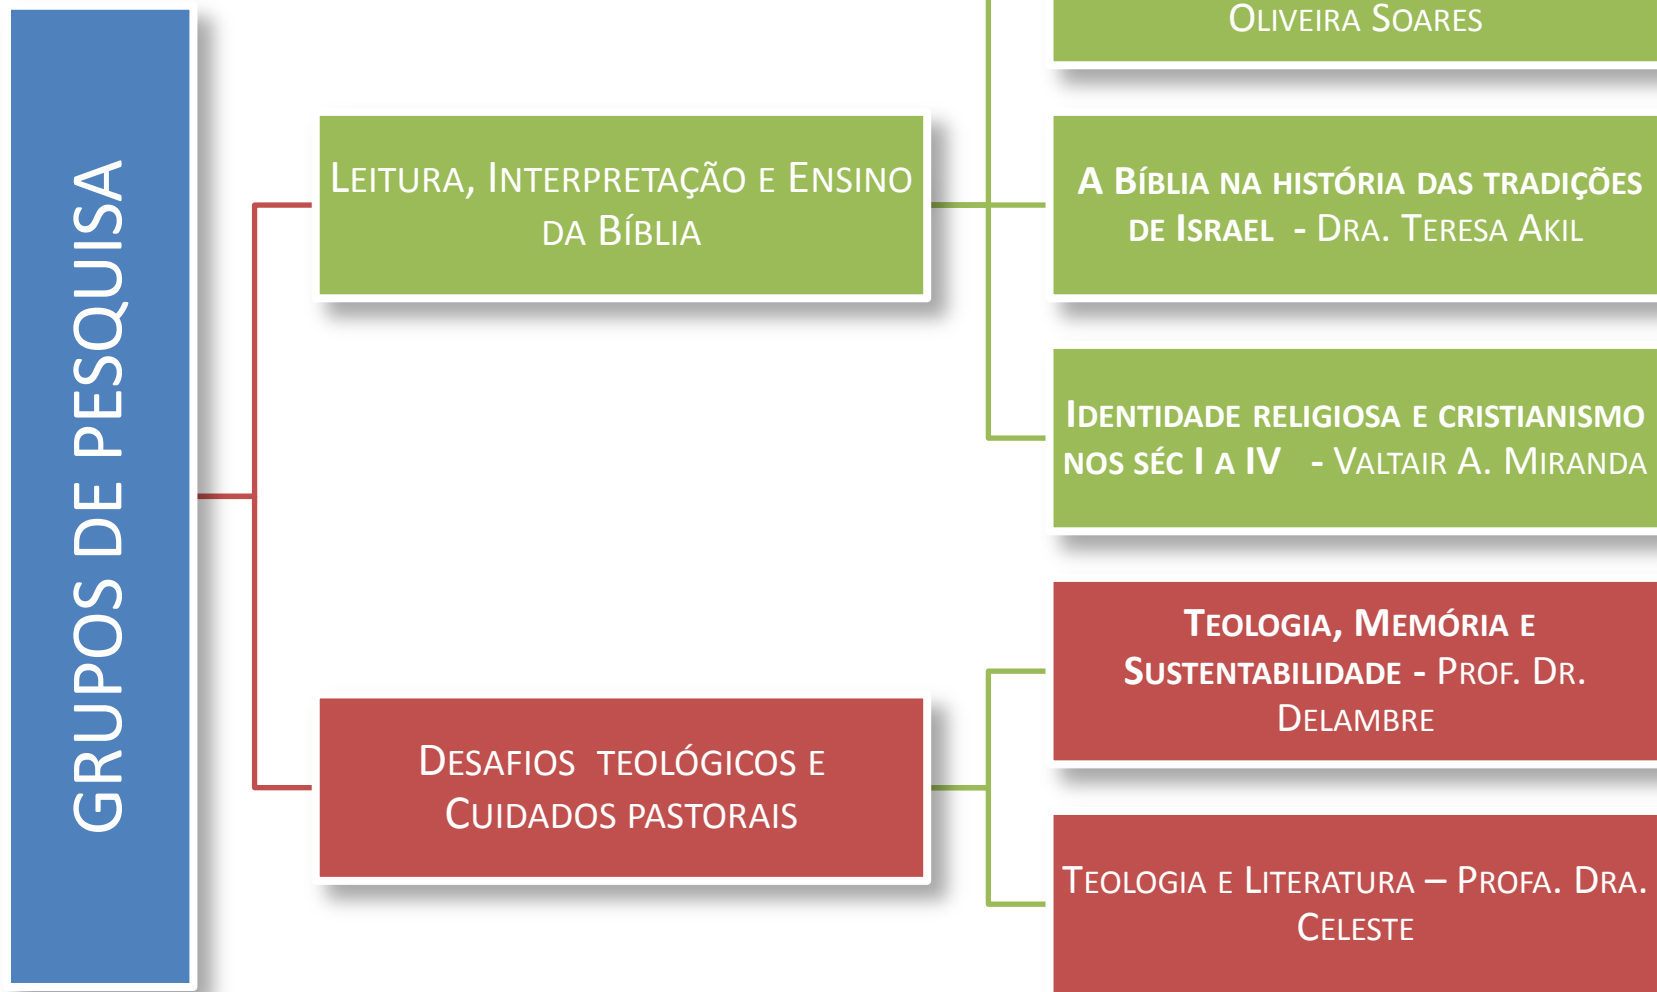 GRUPOS DE PESQUISA
LEITURA, INTERPRETAÇÃO E ENSINO
DA BÍBLIA
OLIVEIRA SOARES
A BÍBLIA NA HISTÓRIA DAS TRADIÇÕES
DE ISRAEL - DRA. TERESA AKIL
IDENTIDADE RELIGIOSA E CRISTIANISMO
NOS SÉC I A IV - VALTAIR A. MIRANDA
DESAFIOS TEOLÓGICOS E
CUIDADOS PASTORAIS
TEOLOGIA, MEMÓRIA E
SUSTENTABILIDADE - PROF. DR.
DELAMBRE
TEOLOGIA E LITERATURA – PROFA. DRA.
CELESTE